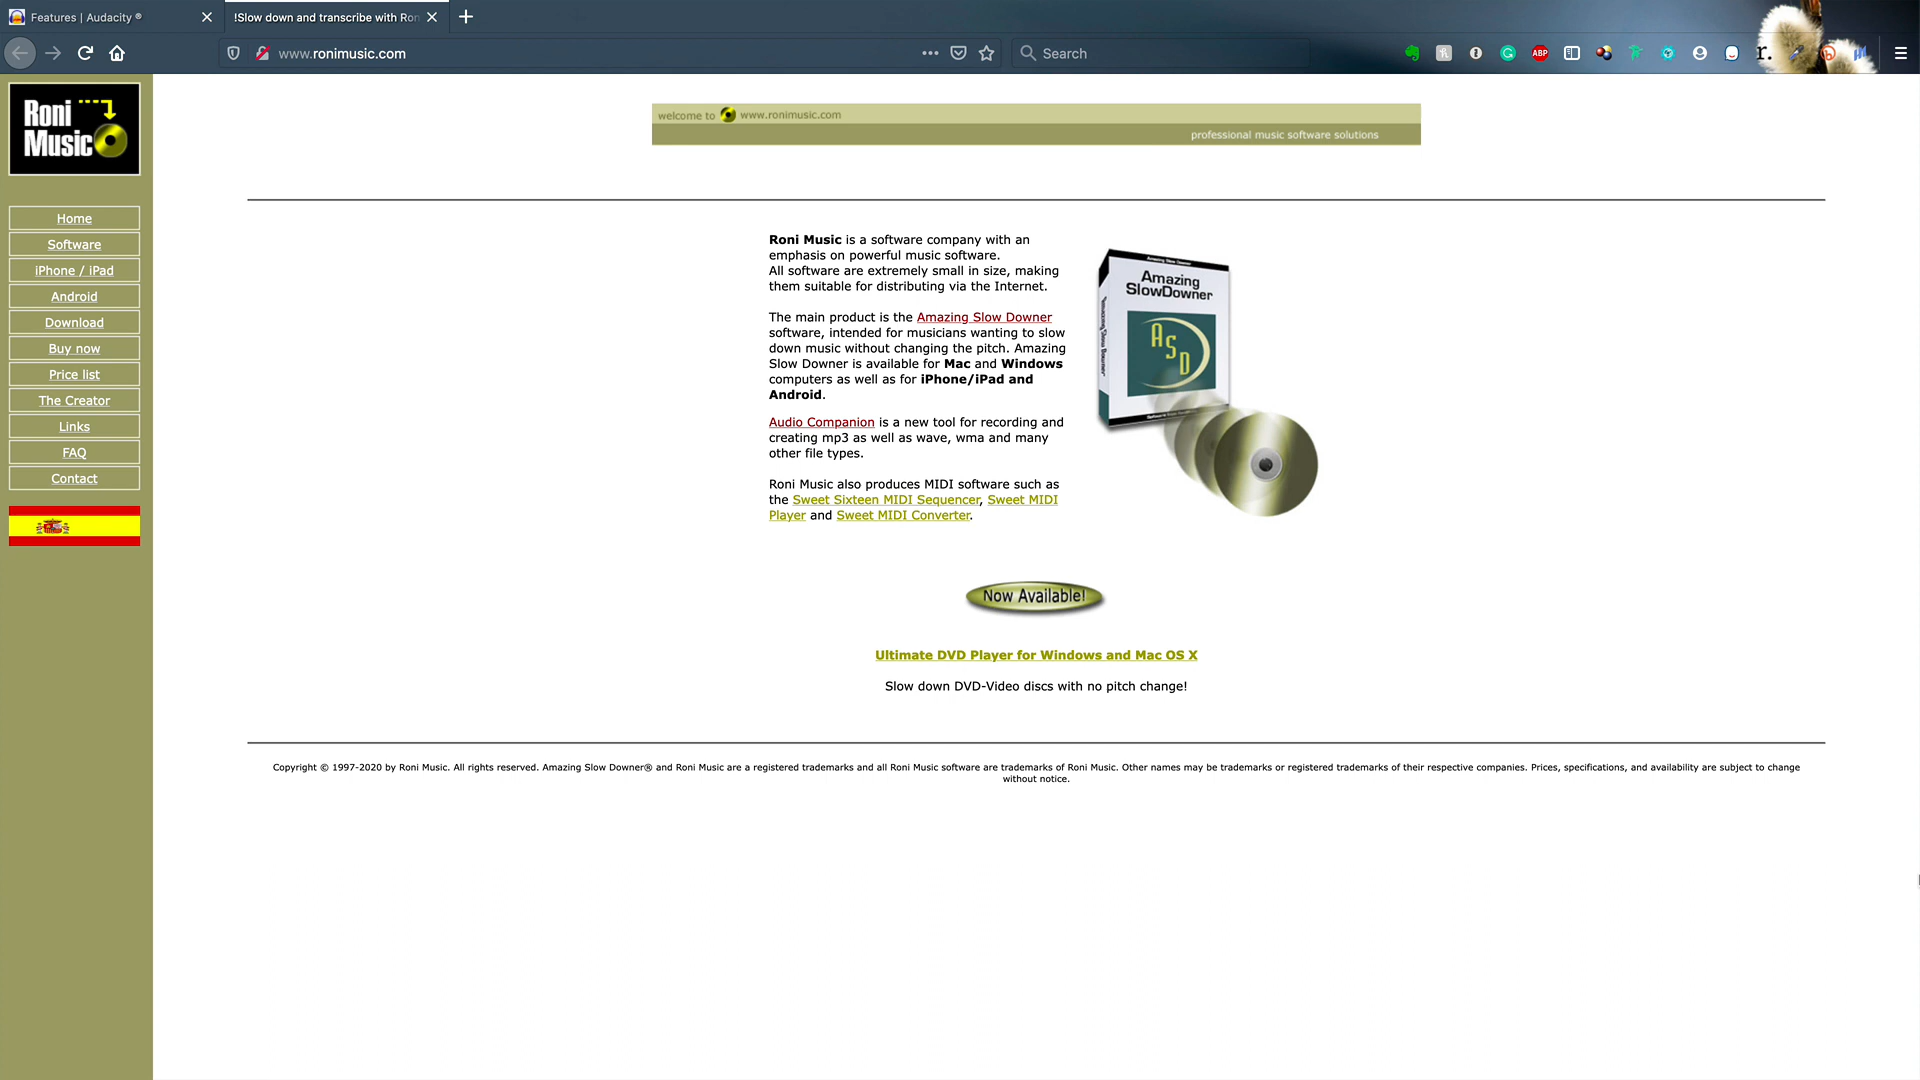 Features | Audacity ®
!Slow down and transcribe with Ron
www.ronimusic.com
Search
ABP
r.
Roni
Music
welcome to www.ronimusic.com
professional music software solutions
Home
Software
iPhone / iPad
Android
Download
Buy now
Price list
The Creator
Links
FAQ
Contact
Roni Music is a software company with an
emphasis on powerful music software.
All software are extremely small in size, making
them suitable for distributing via the Internet.
The main product is the Amazing Slow Downer
software, intended for musicians wanting to slow
down music without changing the pitch. Amazing
Slow Downer is available for Mac and Windows
computers as well as for iPhone/iPad and
Android.
Audio Companion is a new tool for recording and
creating mp3 as well as wave, wma and many
other file types.
Roni Music also produces MIDI software such as
the Sweet Sixteen MIDI Sequencer, Sweet MIDI
Player and Sweet MIDI Converter.
Amazing SlowDowner
Amazing
SlowDowner
Amazing Slow Downer
ASD
Now Available!
Ultimate DVD Player for Windows and Mac OS X
Slow down DVD-Video discs with no pitch change!
Copyright © 1997-2020 by Roni Music. All rights reserved. Amazing Slow Downer® and Roni Music are a registered trademarks and all Roni Music software are trademarks of Roni Music. Other names may be trademarks or registered trademarks of their respective companies. Prices, specifications, and availability are subject to change
without notice.